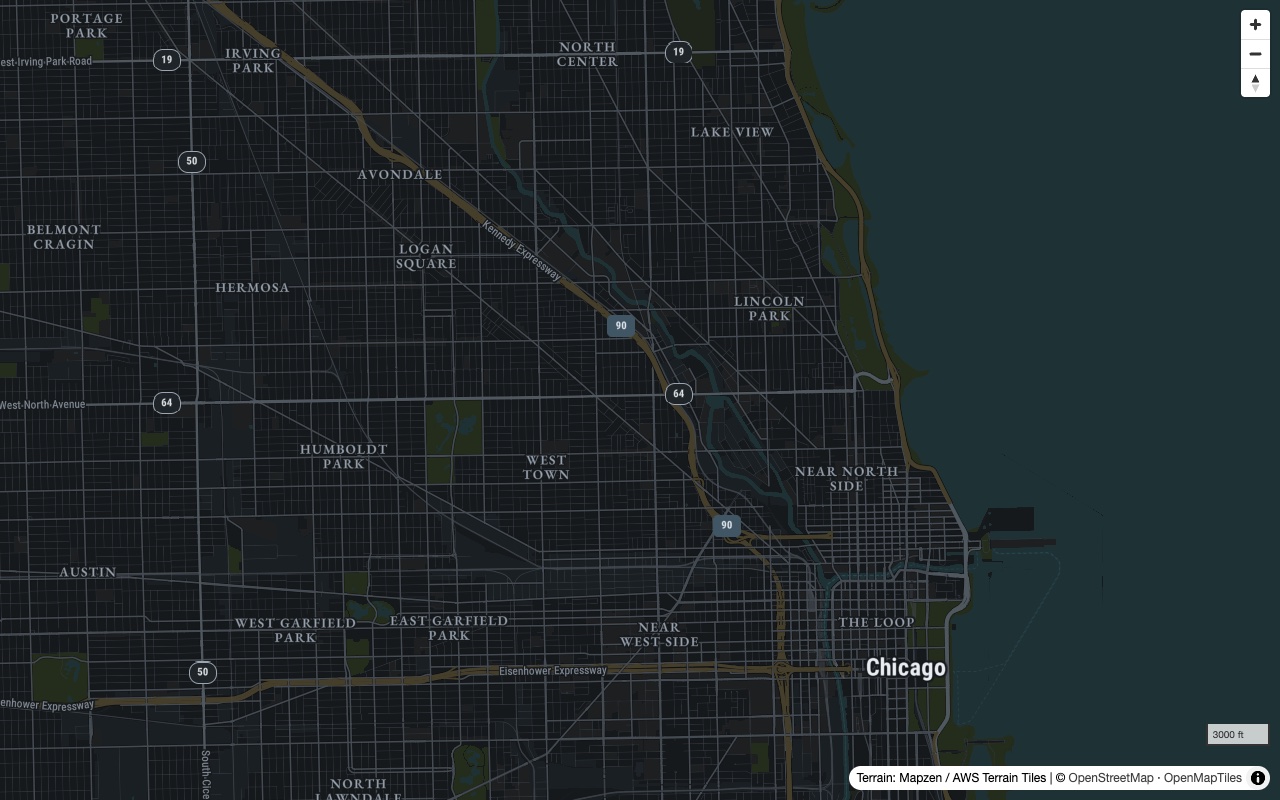 PORTAGE
PARK
est-Irving-Park-Road
19
IRVING
PARK
NORTH
CENTER
19
LAKE VIEW
50
AVONDALE
BELMONT
CRAGIN
LOGAN
SQUARE
Kennedy Expressway
HERMOSA
LINCOLN
PARK
90
64
West-North-Avenue
64
HUMBOLDT
PARK
WEST
TOWN
NEAR NORTH
SIDE
90
AUSTIN
WEST GARFIELD
PARK
EAST GARFIELD
PARK
NEAR
WEST SIDE
THE LOOP
Chicago
50
Eisenhower Expressway
enhower Expressway
South Cice
NORTH
LAWNDALE
3000 ft
Terrain: Mapzen / AWS Terrain Tiles | © OpenStreetMap · OpenMapTiles